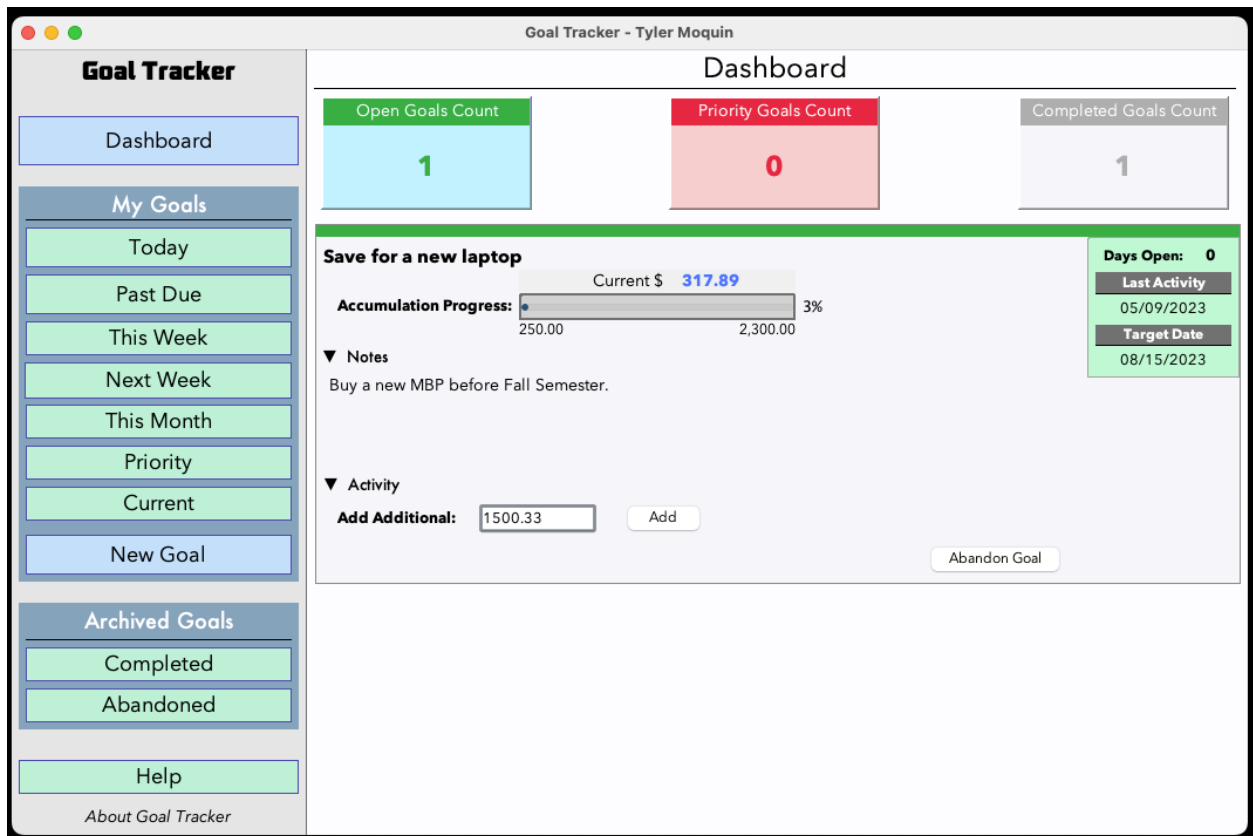 Goal Tracker - Tyler Moquin
Goal Tracker
Dashboard
My Goals
Today
Past Due
This Week
Next Week
This Month
Priority
Current
New Goal
Archived Goals
Completed
Abandoned
Help
About Goal Tracker
Dashboard
Open Goals Count
1
Priority Goals Count
0
Completed Goals Count
1
Save for a new laptop
Current $ 317.89
Accumulation Progress: 3%
250.00 2,300.00
▼ Notes
Buy a new MBP before Fall Semester.
▼ Activity
Add Additional: 1500.33 Add
Abandon Goal
Days Open: 0
Last Activity
05/09/2023
Target Date
08/15/2023